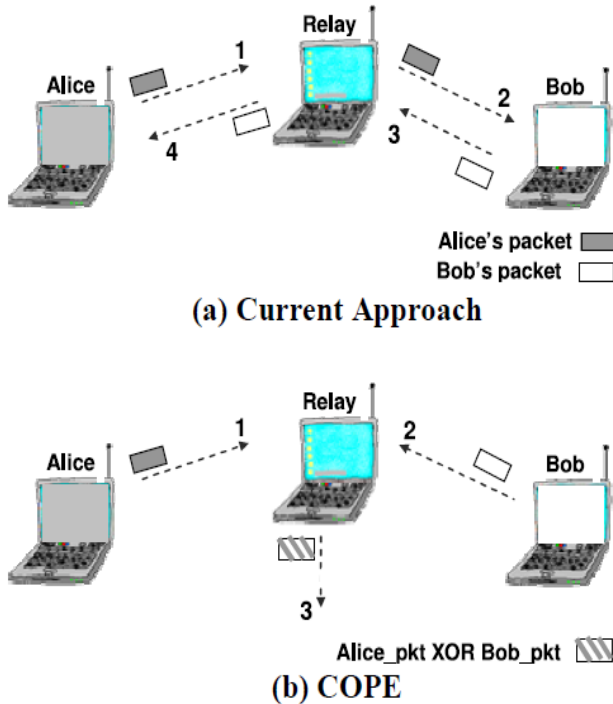 Relay
Alice
1
2
Bob
3
4
Alice's packet
Bob's packet
(a) Current Approach
Relay
Alice
1
2
Bob
3
Alice_pkt XOR Bob_pkt
(b) COPE